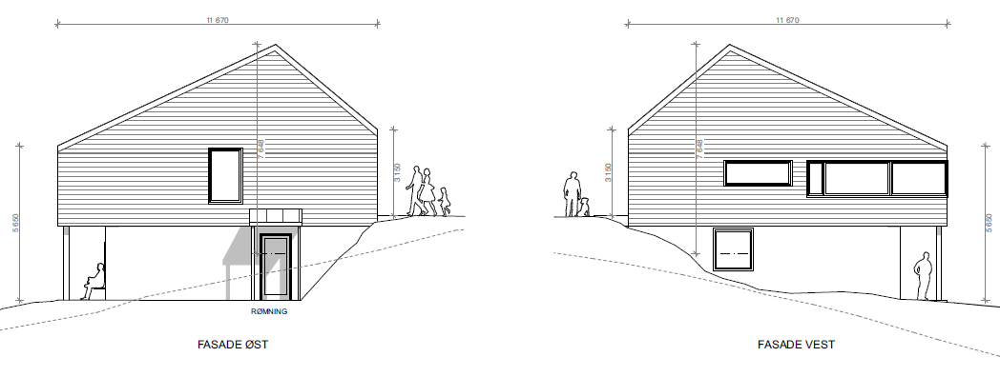 11 670
11 670
7 648
7 648
3 150
3 150
5 650
5 650
RØMNING
FASADE ØST
FASADE VEST